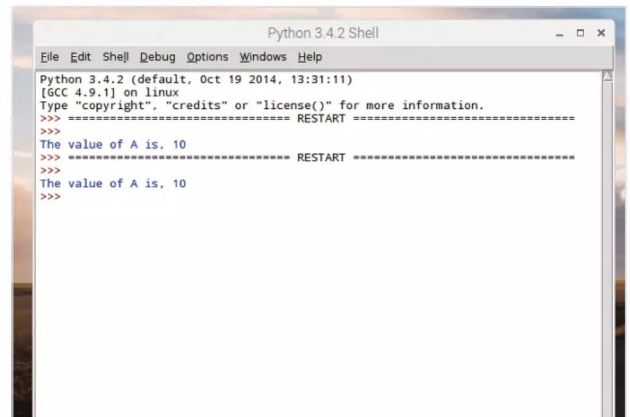 Python 3.4.2 Shell
File Edit Shell Debug Options Windows Help
Python 3.4.2 (default, Oct 19 2014, 13:31:11)
[GCC 4.9.1] on linux
Type "copyright", "credits" or "license()" for more information.
>>> ================================ RESTART ================================
>>>
The value of A is, 10
>>> ================================ RESTART ================================
>>>
The value of A is, 10
>>>